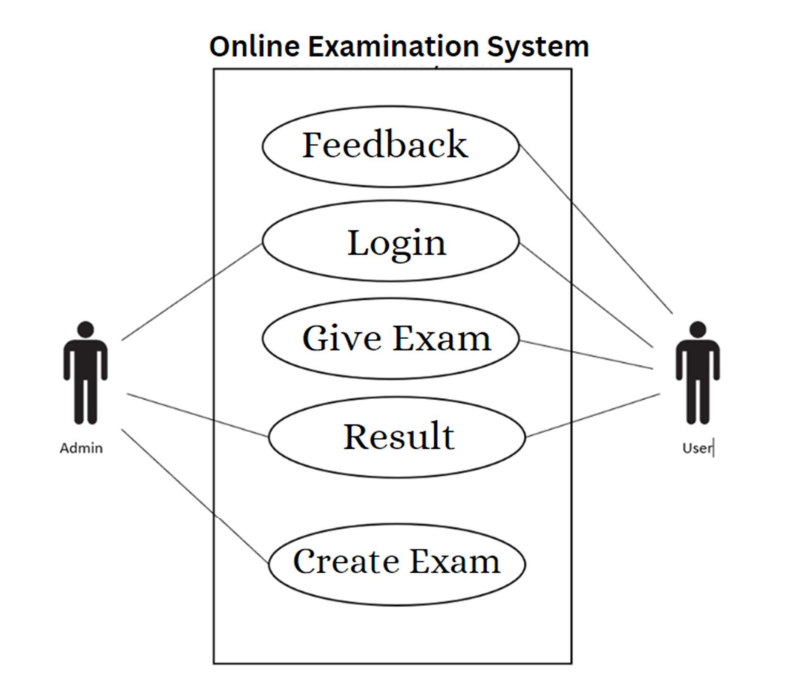 Online Examination System
Feedback
Login
Give Exam
Result
Create Exam
Admin
User